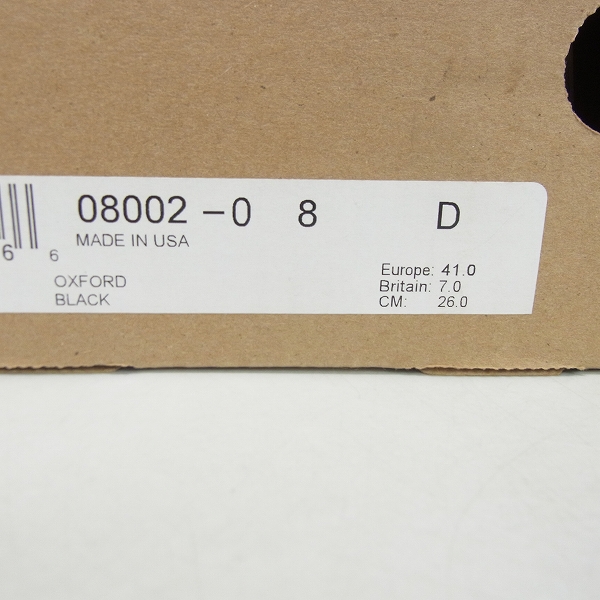 08002 -0 8 D
MADE IN USA
6 6
OXFORD
BLACK
Europe: 41.0
Britain: 7.0
CM: 26.0